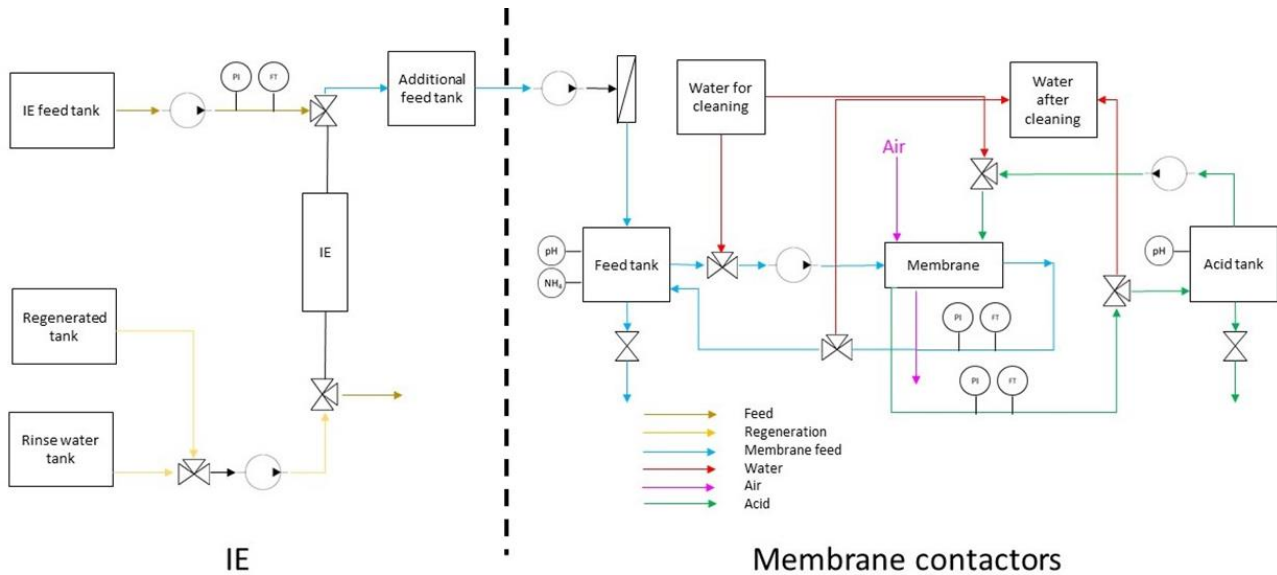 IE feed tank
PI
FT
Additional
feed tank
Water for
cleaning
Water
after
cleaning
Air
IE
pH
NH₄
Feed tank
Membrane
pH
Acid tank
Regenerated
tank
PI
FT
PI
FT
Rinse water
tank
Feed
Regeneration
Membrane feed
Water
Air
Acid
IE
Membrane contactors